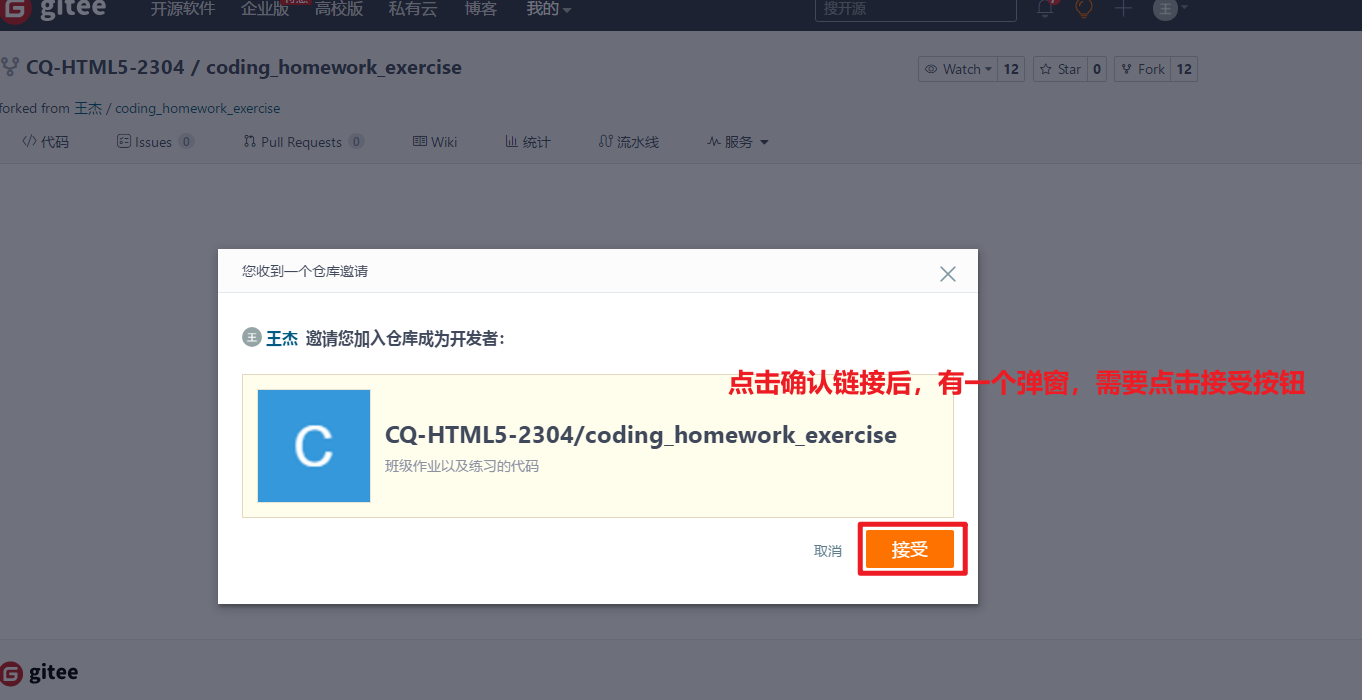 gitee
开源软件 企业版 特惠 高校版 私有云 博客 我的 搜开源 王
CQ-HTML5-2304 / coding_homework_exercise
Watch 12 Star 0 Fork 12
forked from 王杰 / coding_homework_exercise
代码 Issues 0 Pull Requests 0 Wiki 统计 流水线 服务
您收到一个仓库邀请
王 王杰 邀请您加入仓库成为开发者：
点击确认链接后，有一个弹窗，需要点击接受按钮
C
CQ-HTML5-2304/coding_homework_exercise
班级作业以及练习的代码
取消 接受
gitee